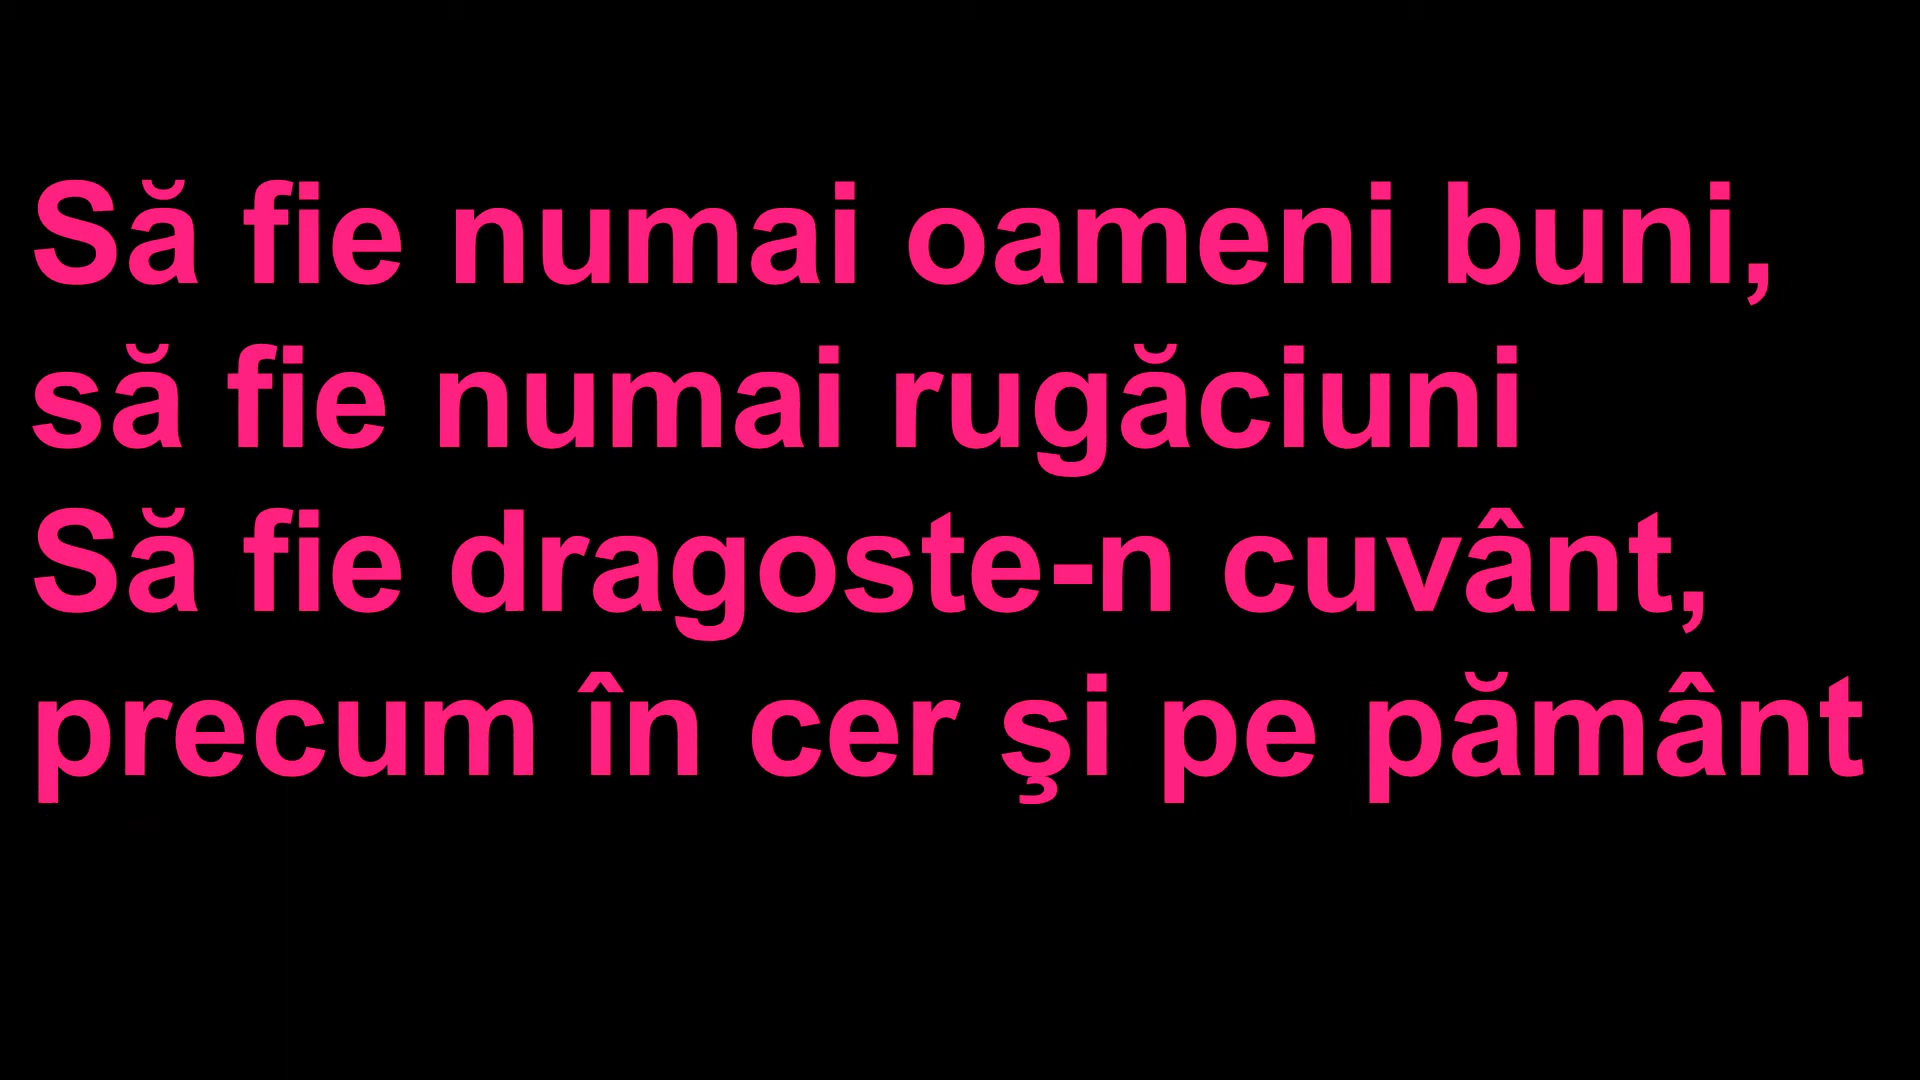 Să fie numai oameni buni,
să fie numai rugăciuni
Să fie dragoste-n cuvânt,
precum în cer şi pe pământ